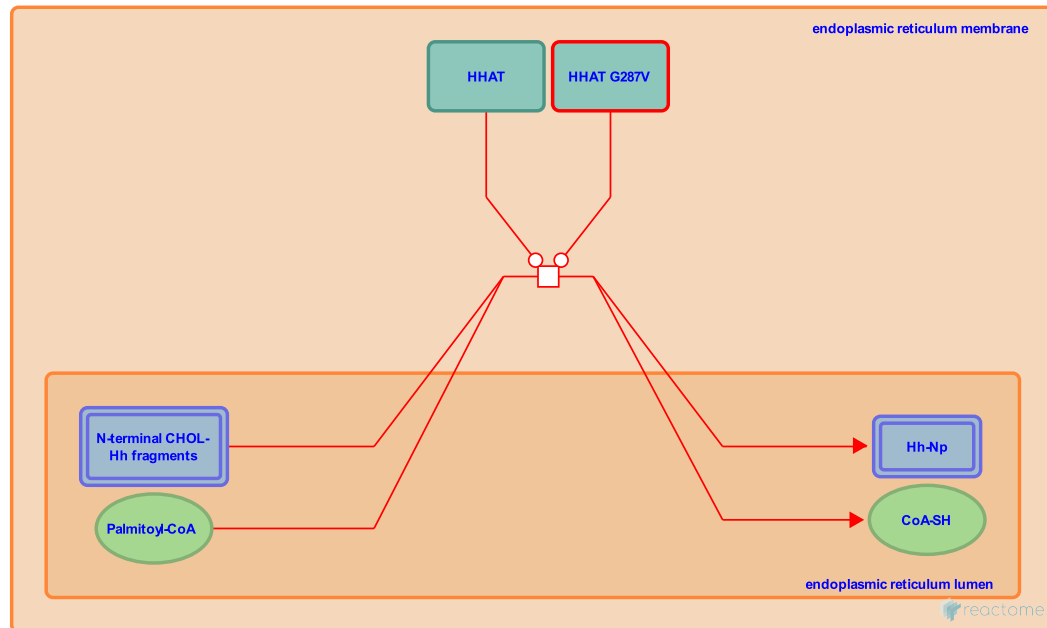 endoplasmic reticulum membrane
HHAT
HHAT G287V
N-terminal CHOL-
Hh fragments
Hh-Np
Palmitoyl-CoA
CoA-SH
endoplasmic reticulum lumen
reactome